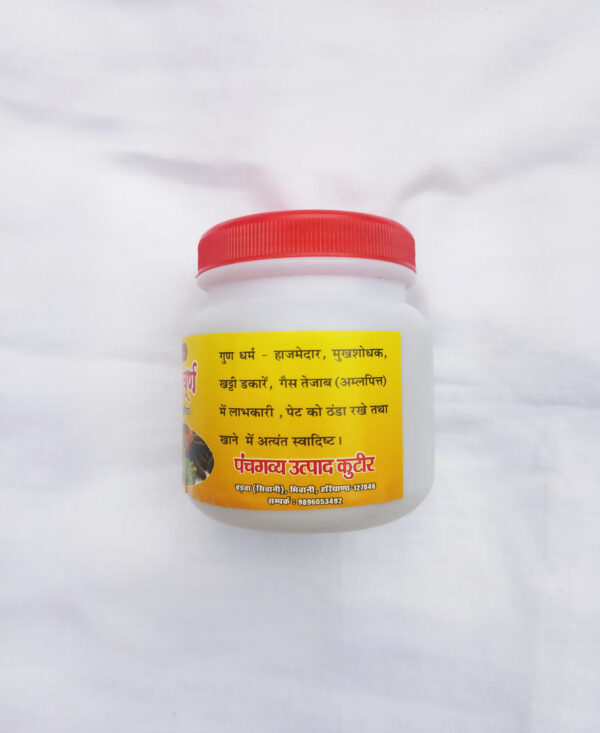 गुण धर्म - हाजमेदार, मुखशोधक,
खट्टी डकारें, गैस तेजाब (अम्लपित्त)
में लाभकारी, पेट को ठंडा रखे तथा
खाने में अत्यंत स्वादिष्ट।
पंचगव्य उत्पाद कुटीर
बड़वा (सिवानी), भिवानी, हरियाणा-127045
सम्पर्क : 9896053492